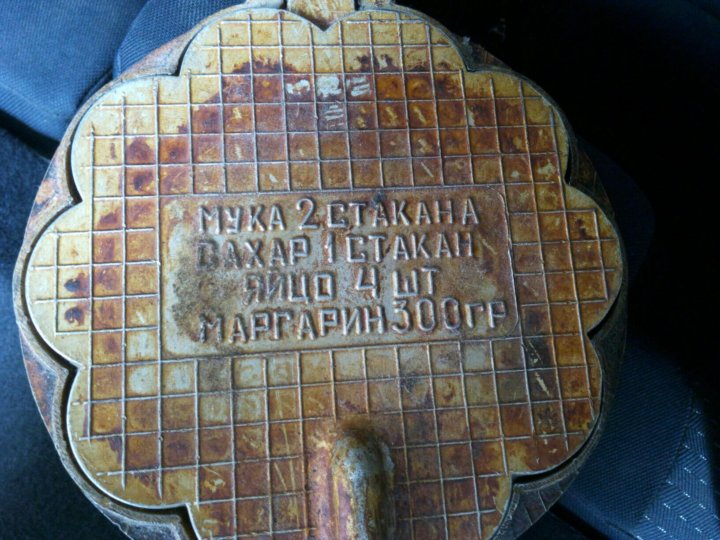 МУКА 2 СТАКАНА
САХАР 1 СТАКАН
ЯЙЦО 4 ШТ
МАРГАРИН 300 ГР